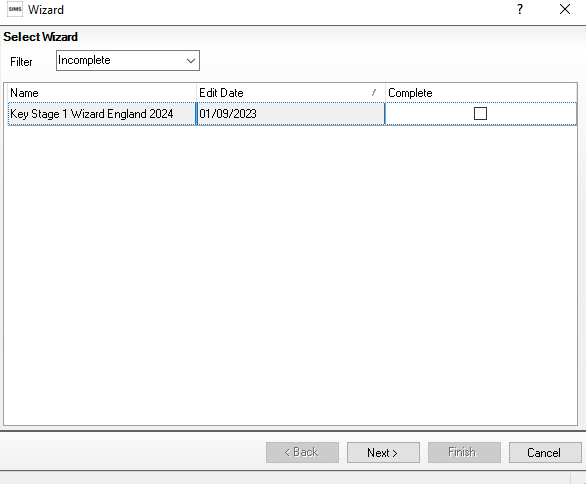 SIMS Wizard ?
Select Wizard
Filter Incomplete
Name Edit Date / Complete
Key Stage 1 Wizard England 2024 01/09/2023
< Back Next > Finish Cancel